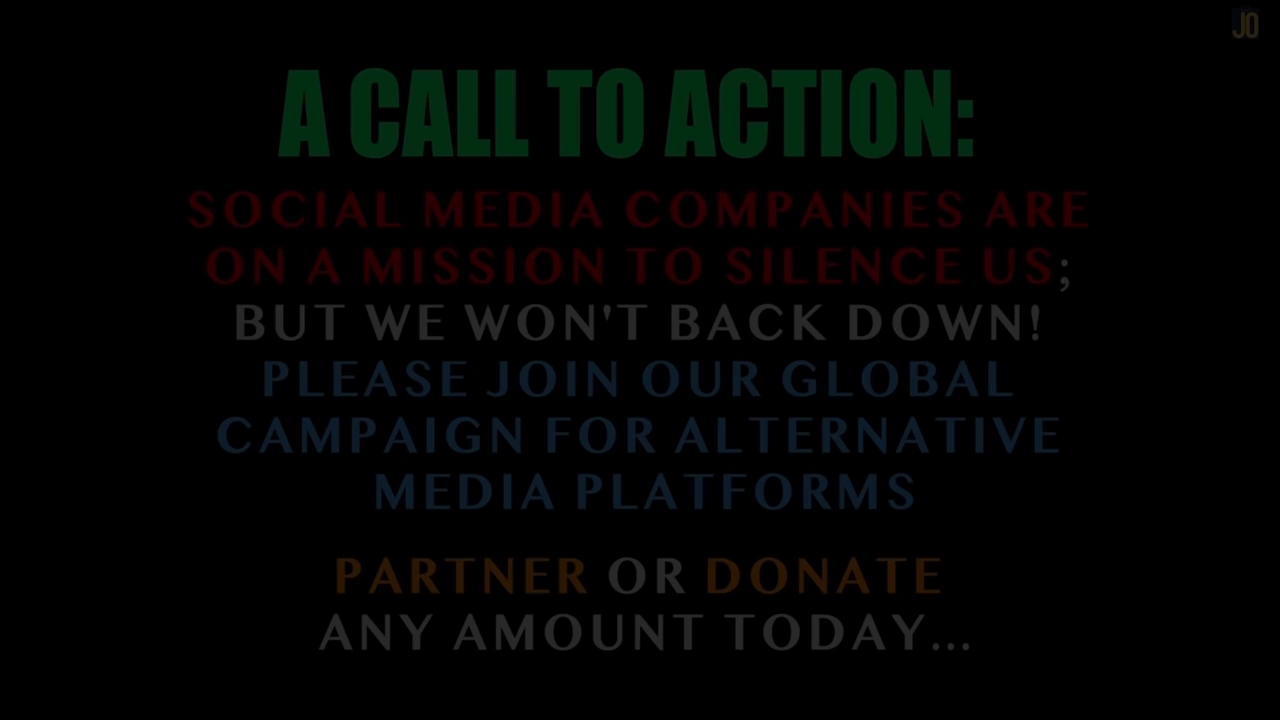 JO
A CALL TO ACTION:
SOCIAL MEDIA COMPANIES ARE
ON A MISSION TO SILENCE US;
BUT WE WON'T BACK DOWN!
PLEASE JOIN OUR GLOBAL
CAMPAIGN FOR ALTERNATIVE
MEDIA PLATFORMS
PARTNER OR DONATE
ANY AMOUNT TODAY...